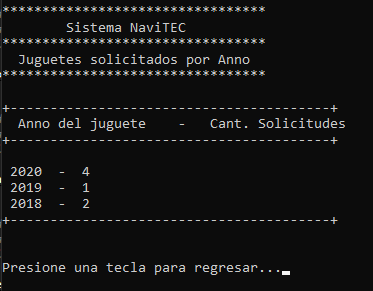 *********************************
Sistema NaviTEC
*********************************
Juguetes solicitados por Anno
*********************************
+----------------------------------------+
Anno del juguete    -   Cant. Solicitudes
+----------------------------------------+
2020  -  4
2019  -  1
2018  -  2
+----------------------------------------+
Presione una tecla para regresar..._